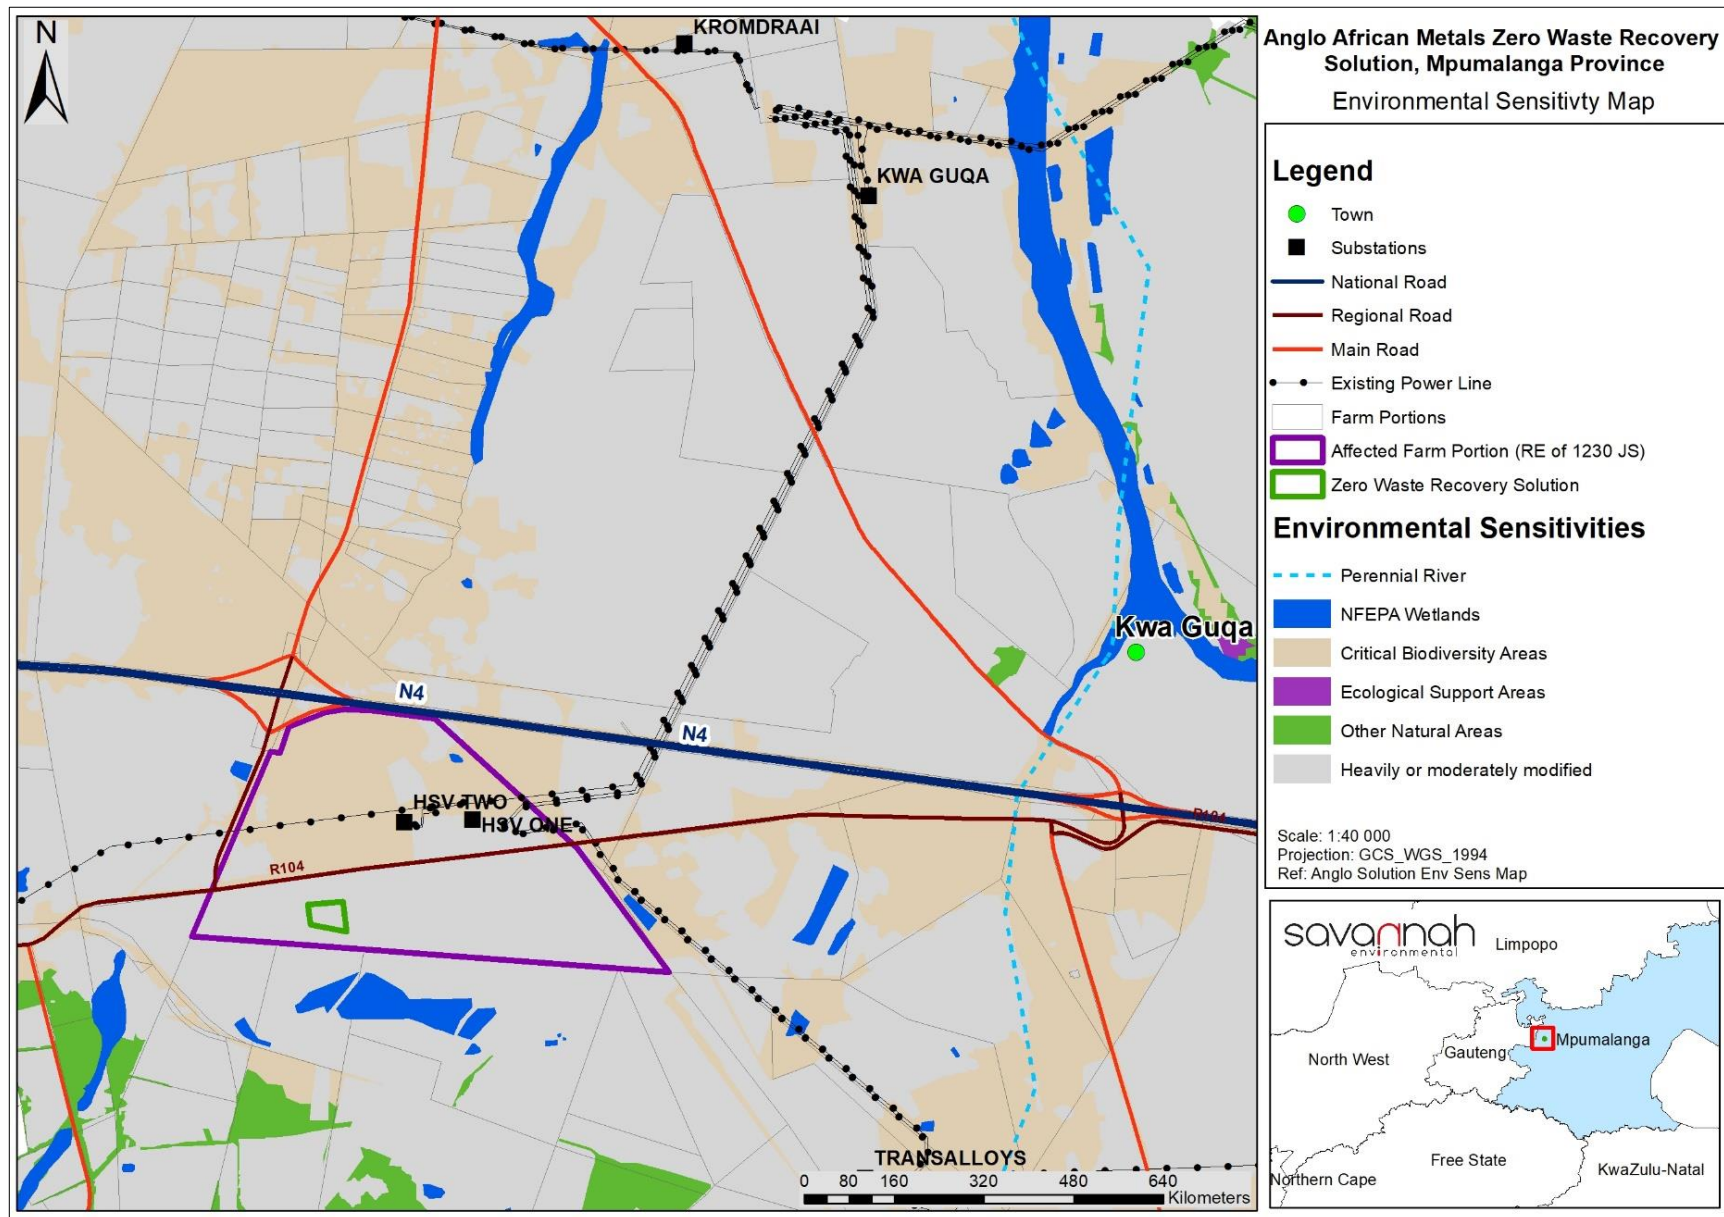 Anglo African Metals Zero Waste Recovery
Solution, Mpumalanga Province
Environmental Sensitivty Map
N
KROMDRAAI
KWA GUQA
Kwa Guqa
N4
N4
HSV TWO
HSV ONE
R104
R104
TRANSALLOYS
0 80 160 320 480 640
Kilometers
Legend
Town
Substations
National Road
Regional Road
Main Road
Existing Power Line
Farm Portions
Affected Farm Portion (RE of 1230 JS)
Zero Waste Recovery Solution
Environmental Sensitivities
Perennial River
NFEPA Wetlands
Critical Biodiversity Areas
Ecological Support Areas
Other Natural Areas
Heavily or moderately modified
Scale: 1:40 000
Projection: GCS_WGS_1994
Ref: Anglo Solution Env Sens Map
savannah
environmental
Limpopo
Mpumalanga
Gauteng
North West
Free State
KwaZulu-Natal
Northern Cape